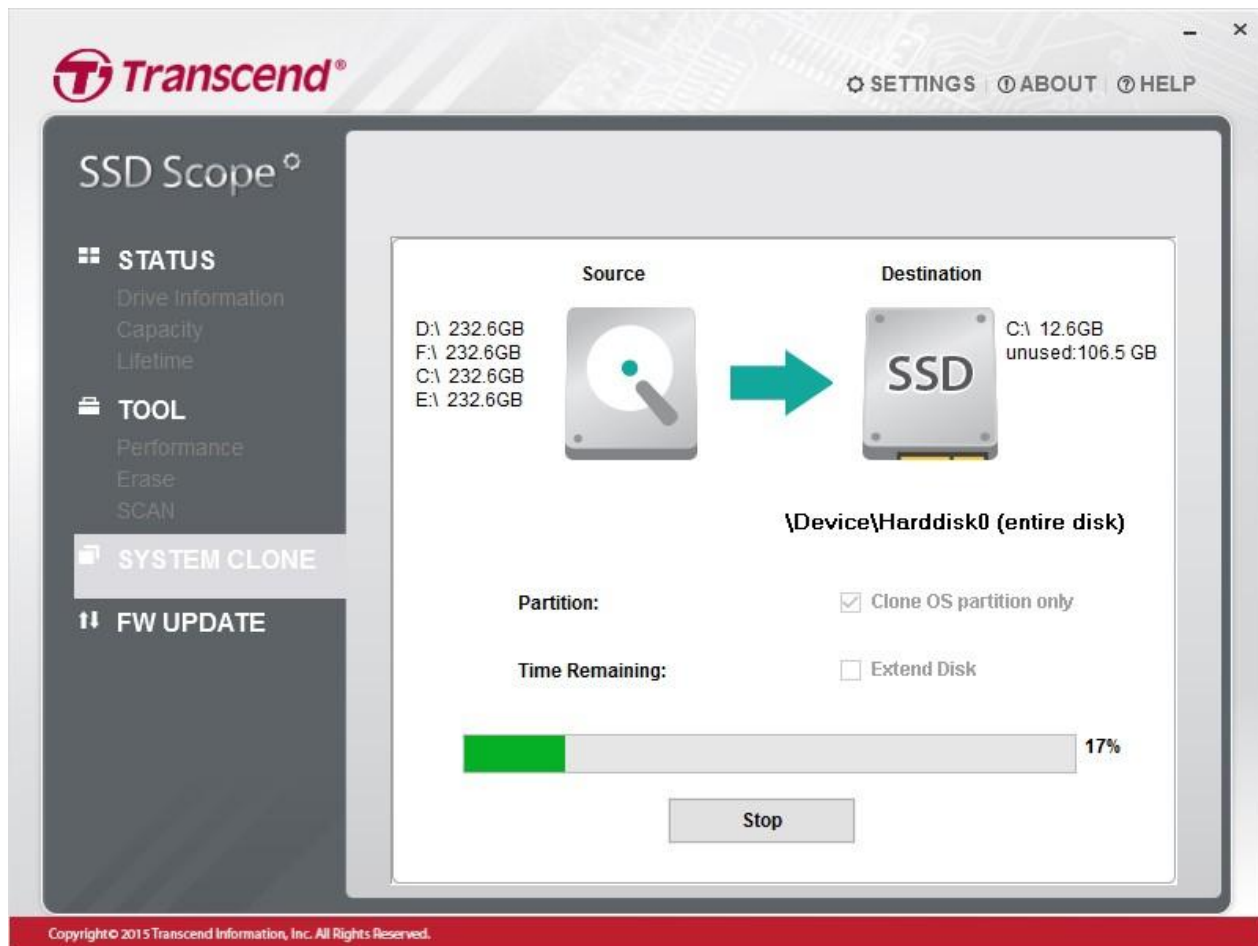 Transcend®
SETTINGS ABOUT HELP
SSD Scope
STATUS
Drive Information
Capacity
Lifetime
TOOL
Performance
Erase
SCAN
SYSTEM CLONE
FW UPDATE
Source
Destination
D:\ 232.6GB
F:\ 232.6GB
C:\ 232.6GB
E:\ 232.6GB
SSD
C:\ 12.6GB
unused:106.5 GB
\Device\Harddisk0 (entire disk)
Partition:
Clone OS partition only
Time Remaining:
Extend Disk
17%
Stop
Copyright© 2015 Transcend Information, Inc. All Rights Reserved.